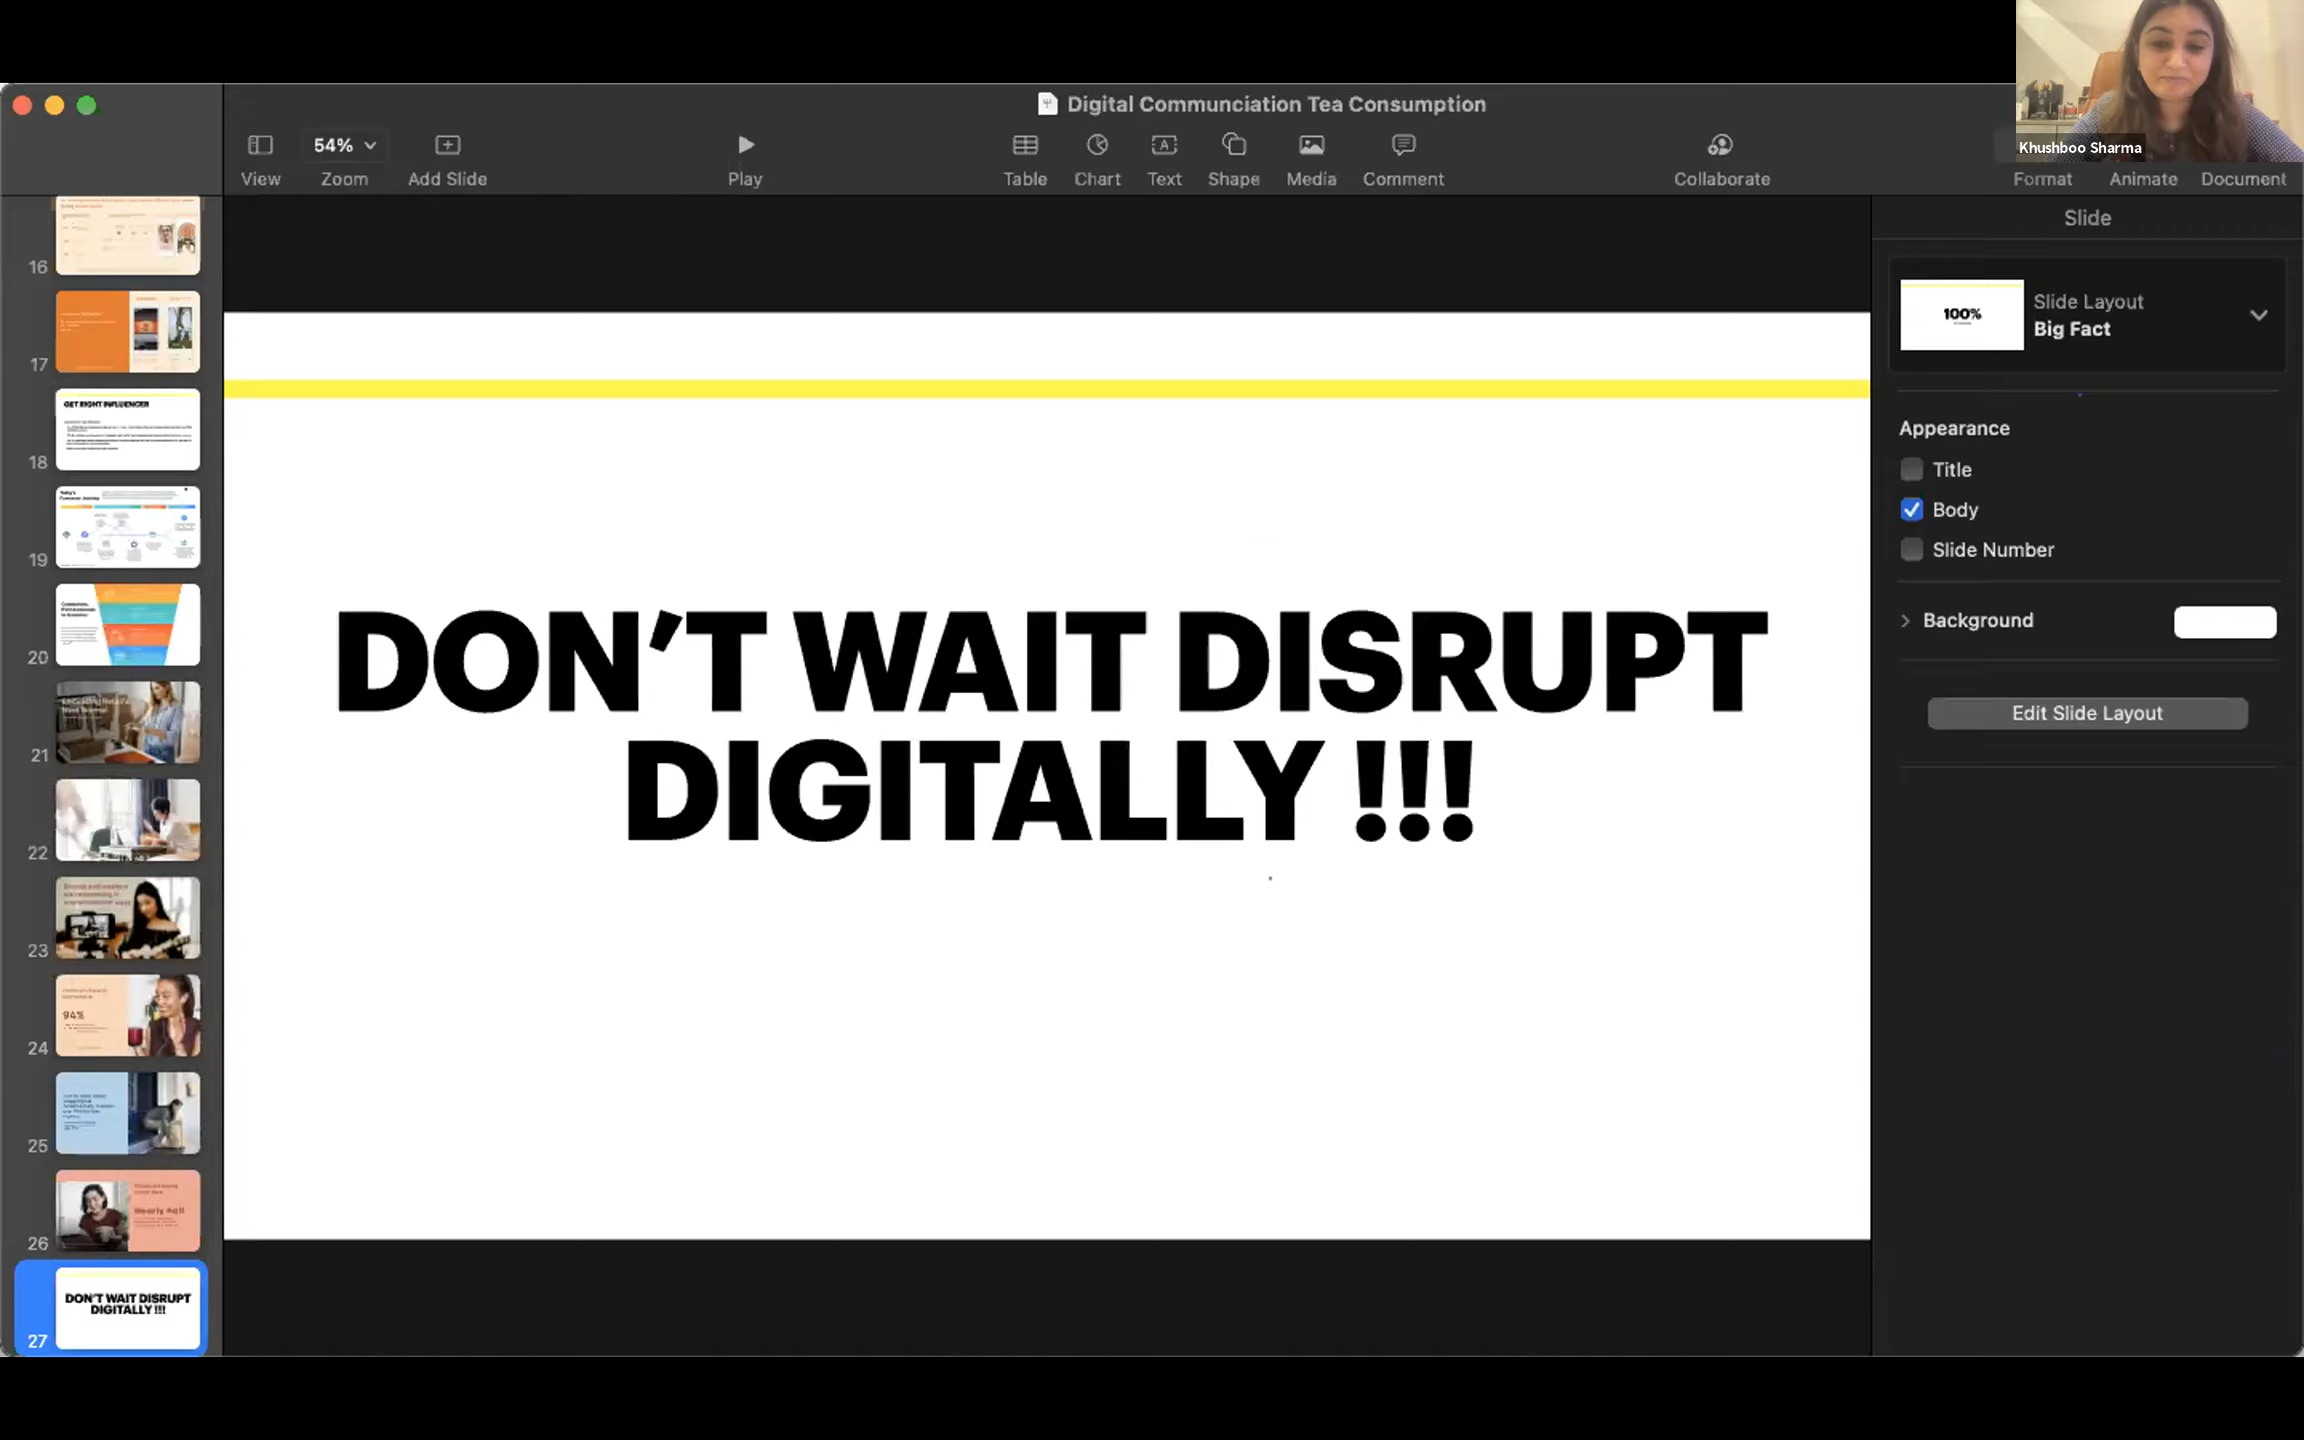 Digital Communciation Tea Consumption
Khushboo Sharma
54%
View
Zoom
Add Slide
Play
Table
Chart
Text
Shape
Media
Comment
Collaborate
Format
Animate
Document
16
17
GET RIGHT INFLUENCER
18
19
20
21
22
23
94%
24
25
26
DON'T WAIT DISRUPT
DIGITALLY !!!
27
DON'T WAIT DISRUPT
DIGITALLY !!!
Slide
100%
Slide Layout
Big Fact
Appearance
Title
Body
Slide Number
Background
Edit Slide Layout